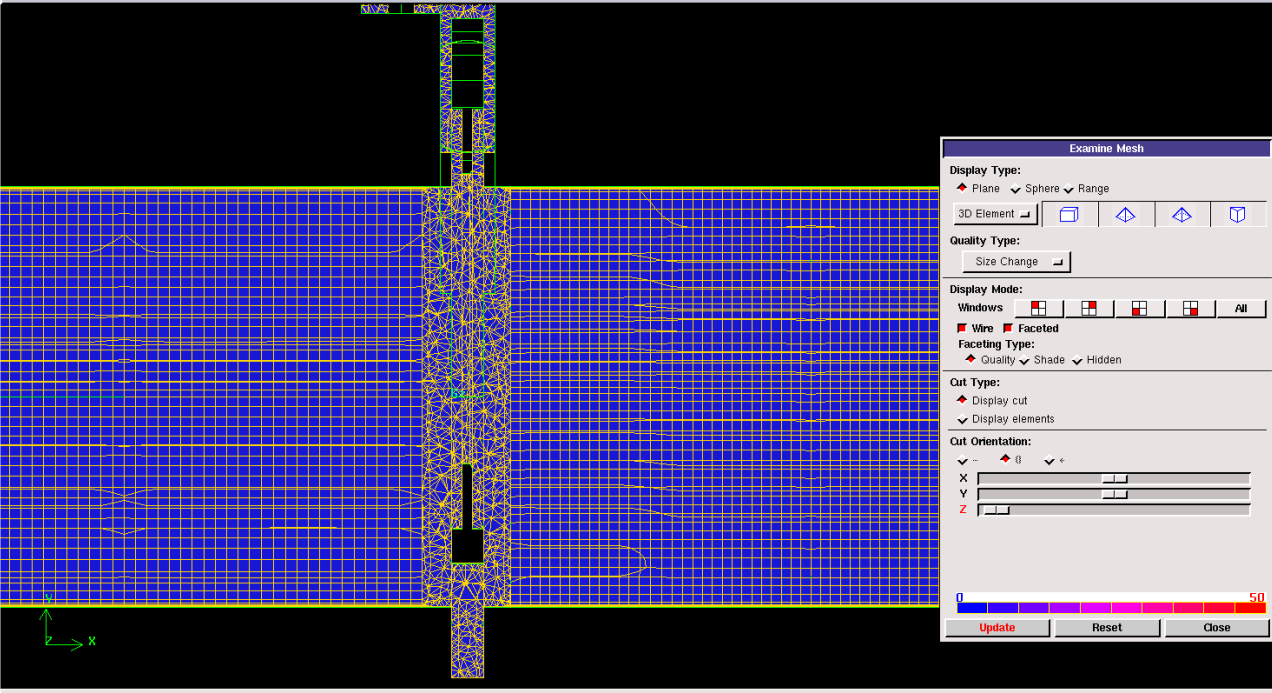 Examine Mesh
Display Type:
Plane Sphere Range
3D Element
Quality Type:
Size Change
Display Mode:
Windows All
Wire Faceted
Faceting Type:
Quality Shade Hidden
Cut Type:
Display cut
Display elements
Cut Orientation:
X
Y
Z
0 50
Update Reset Close
Y
Z X